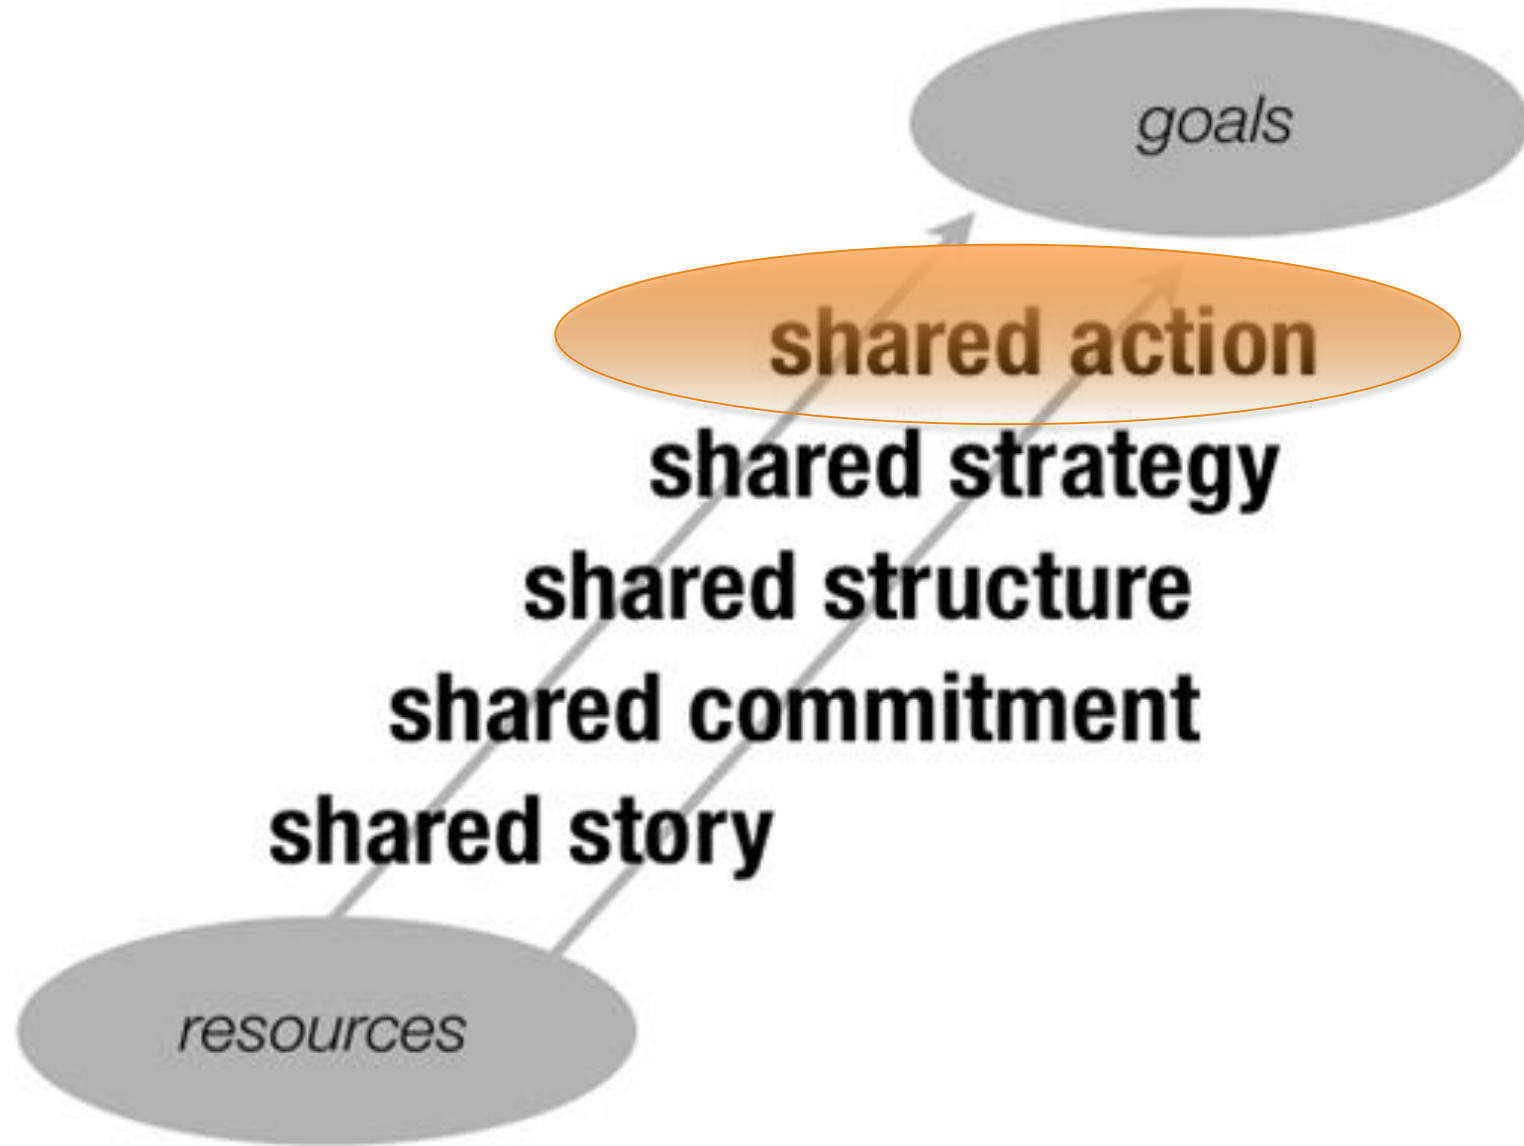 goals
shared action
shared strategy
shared structure
shared commitment
shared story
resources